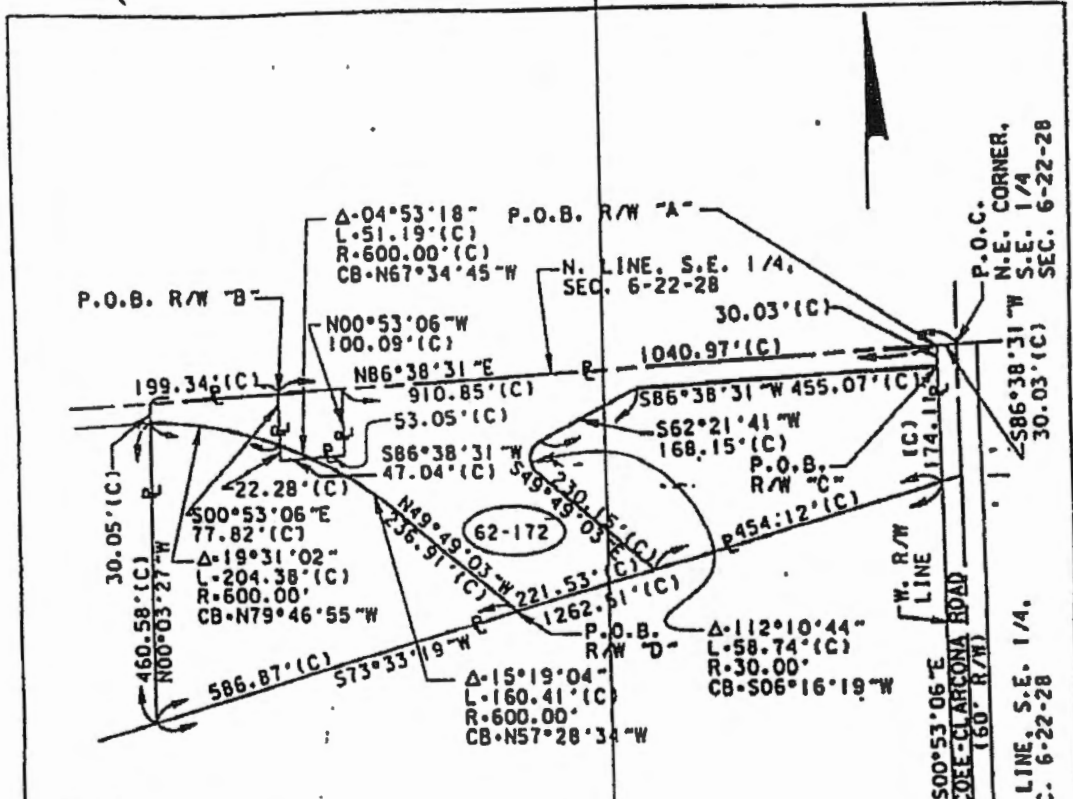 Δ=04°53'18"
L=51.19'(C)
R=600.00'(C)
CB=N67°34'45"W
P.O.B. R/W "A"
N. LINE, S.E. 1/4,
SEC. 6-22-28
P.O.C.
N.E. CORNER,
S.E. 1/4
SEC. 6-22-28
P.O.B. R/W "B"
N00°53'06"W
100.09'(C)
30.03'(C)
1040.97'(C)
N86°38'31"E
910.85'(C)
199.34'(C)
S86°38'31"W 455.07'(C)
S86°38'31"W
30.03'(C)
53.05'(C)
S86°38'31"W
47.04'(C)
S62°21'41"W
168.15'(C)
P.O.B.
R/W "C"
174.11'(C)
30.05'(C)
22.28'(C)
S00°53'06"E
77.82'(C)
Δ=19°31'02"
L=204.38'(C)
R=600.00'
CB=N79°46'55"W
N49°49'03"W
236.91'(C)
62-172
S49°49'03"E
230.15'(C)
454.12'(C)
221.53'(C)
1262.51'(C)
W. R/W
LINE
460.58'(C)
N00°03'27"W
586.87'(C)
S73°33'19"W
P.O.B.
R/W "D"
Δ=112°10'44"
L=58.74'(C)
R=30.00'
CB=S06°16'19"W
Δ=15°19'04"
L=160.41'(C)
R=600.00'
CB=N57°28'34"W
S00°53'06"E
COEE-CLARCONA ROAD
(60' R/W)
LINE, S.E. 1/4,
C. 6-22-28